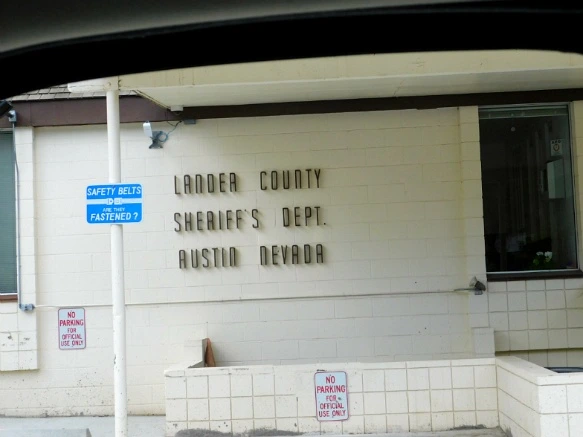 LANDER COUNTY
SHERIFF'S DEPT.
AUSTIN NEVADA
SAFETY BELTS
ARE THEY
FASTENED?
NO
PARKING
FOR
OFFICIAL
USE ONLY
NO
PARKING
FOR
OFFICIAL
USE ONLY